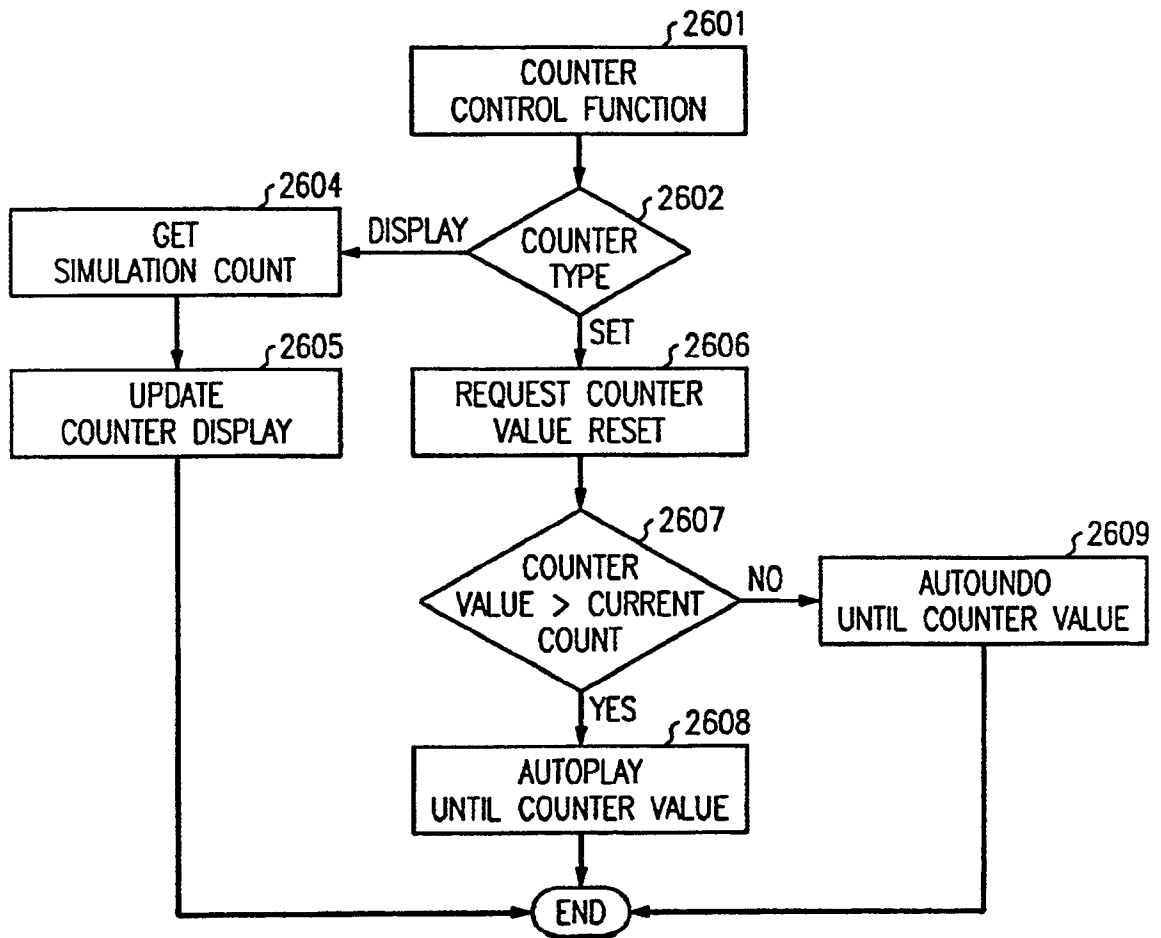 2601
COUNTER
CONTROL FUNCTION
2602
COUNTER
TYPE
DISPLAY
2604
GET
SIMULATION COUNT
2605
UPDATE
COUNTER DISPLAY
SET
2606
REQUEST COUNTER
VALUE RESET
2607
COUNTER
VALUE > CURRENT
COUNT
NO
2609
AUTOUNDO
UNTIL COUNTER VALUE
YES
2608
AUTOPLAY
UNTIL COUNTER VALUE
END